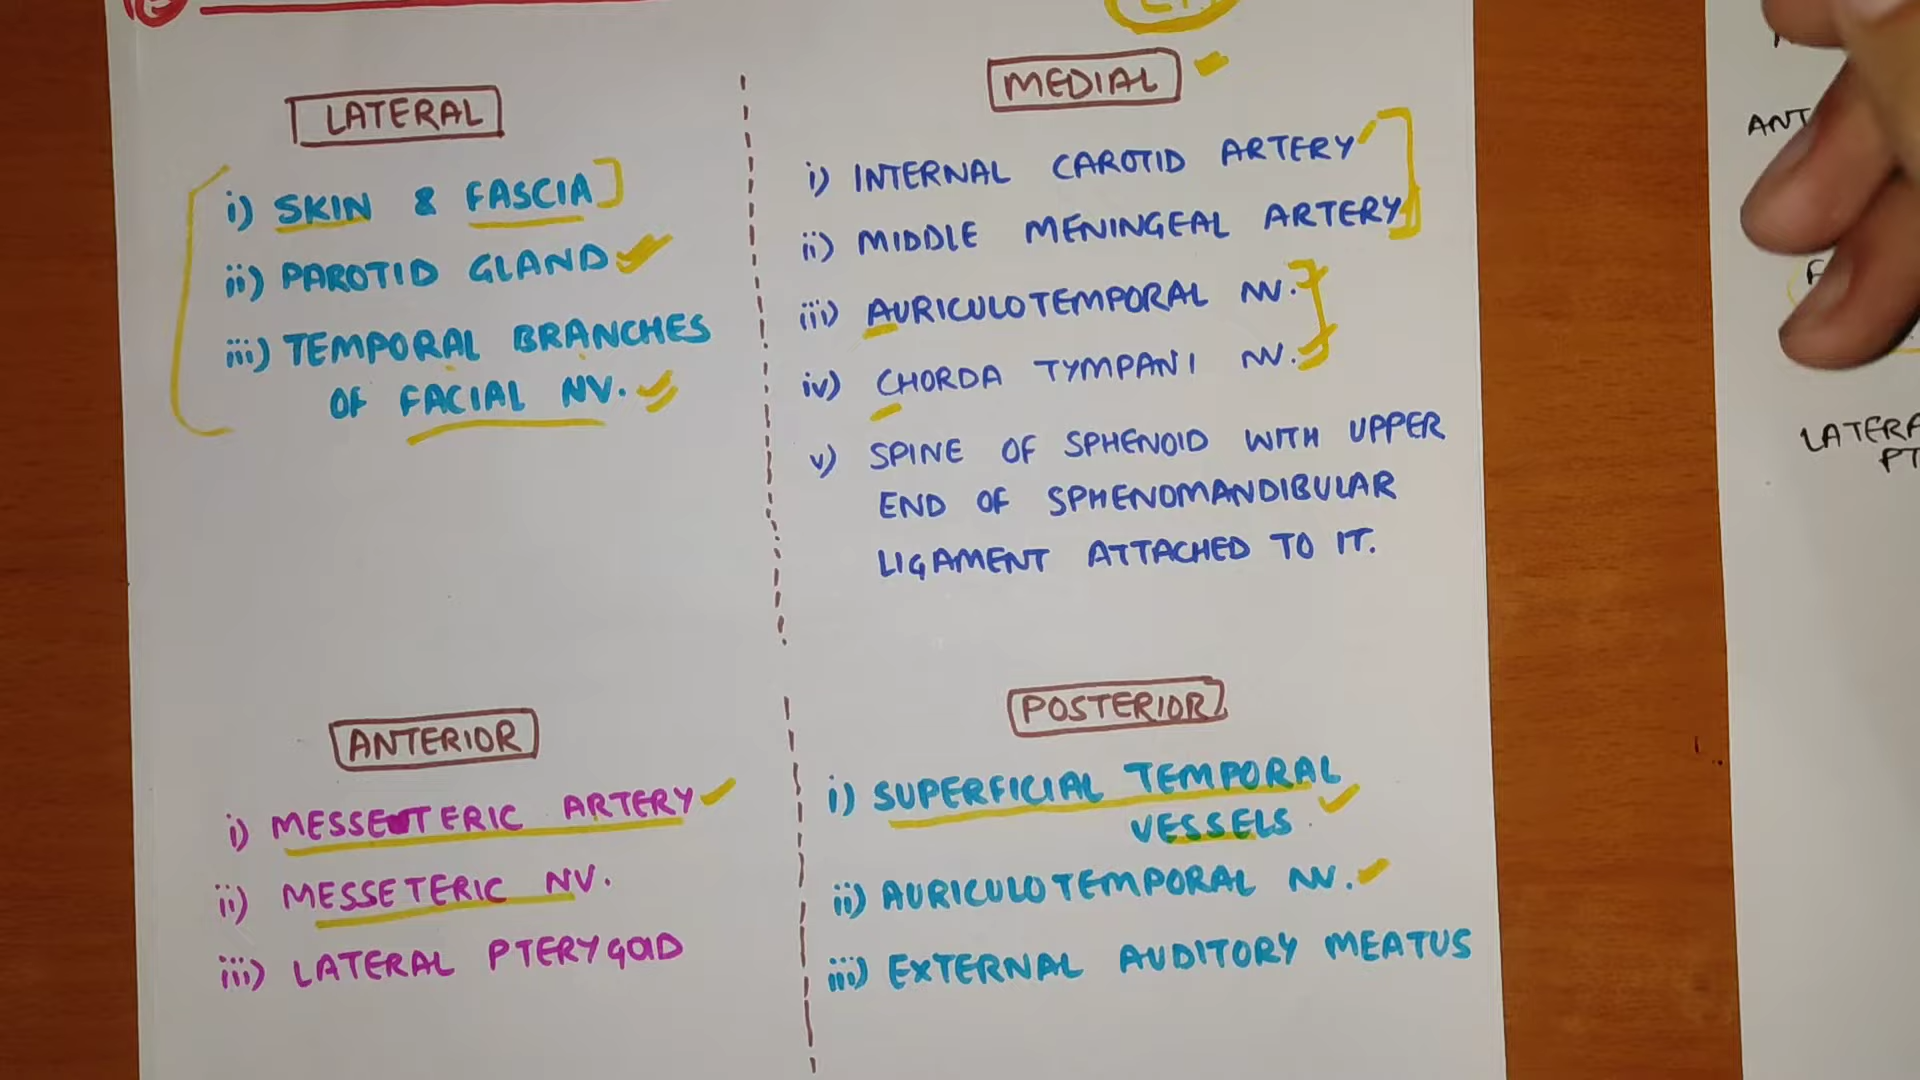 LATERAL
i) SKIN & FASCIA
ii) PAROTID GLAND
iii) TEMPORAL BRANCHES
OF FACIAL NV.
MEDIAL
i) INTERNAL CAROTID ARTERY
ii) MIDDLE MENINGEAL ARTERY
iii) AURICULOTEMPORAL NV.
iv) CHORDA TYMPANI NV.
v) SPINE OF SPHENOID WITH UPPER
END OF SPHENOMANDIBULAR
LIGAMENT ATTACHED TO IT.
ANTERIOR
i) MESSETERIC ARTERY
ii) MESSETERIC NV.
iii) LATERAL PTERYGOID
POSTERIOR
i) SUPERFICIAL TEMPORAL
VESSELS
ii) AURICULOTEMPORAL NV.
iii) EXTERNAL AUDITORY MEATUS
ANT
LATERA
PT